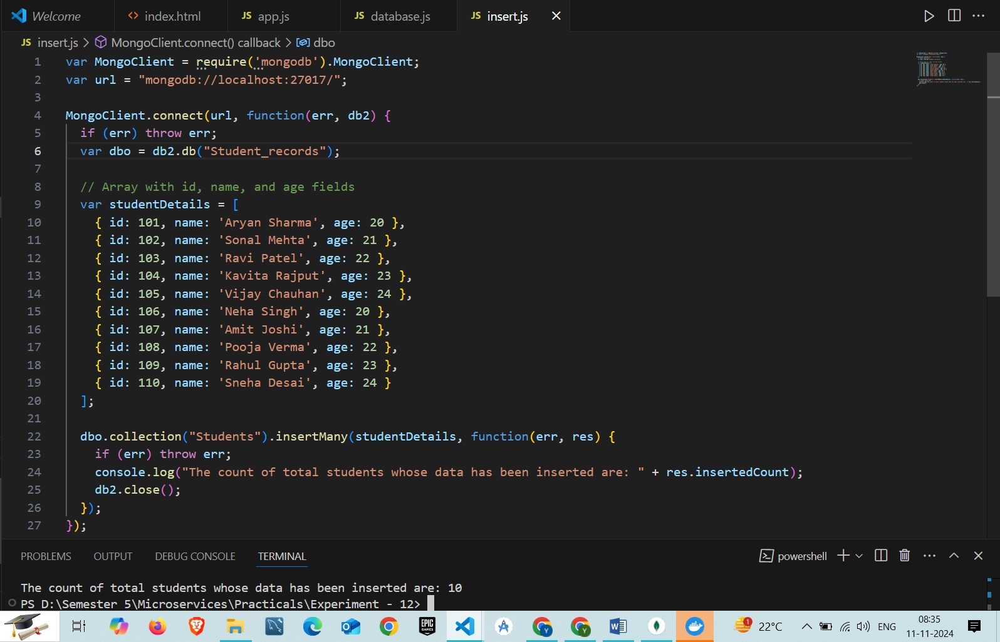 Welcome
index.html
JS app.js
JS database.js
JS insert.js
JS insert.js > MongoClient.connect() callback > dbo
1 var MongoClient = require('mongodb').MongoClient;
2 var url = "mongodb://localhost:27017/";
3
4 MongoClient.connect(url, function(err, db2) {
5   if (err) throw err;
6   var dbo = db2.db("Student_records");
7
8   // Array with id, name, and age fields
9   var studentDetails = [
10     { id: 101, name: 'Aryan Sharma', age: 20 },
11     { id: 102, name: 'Sonal Mehta', age: 21 },
12     { id: 103, name: 'Ravi Patel', age: 22 },
13     { id: 104, name: 'Kavita Rajput', age: 23 },
14     { id: 105, name: 'Vijay Chauhan', age: 24 },
15     { id: 106, name: 'Neha Singh', age: 20 },
16     { id: 107, name: 'Amit Joshi', age: 21 },
17     { id: 108, name: 'Pooja Verma', age: 22 },
18     { id: 109, name: 'Rahul Gupta', age: 23 },
19     { id: 110, name: 'Sneha Desai', age: 24 }
20   ];
21
22   dbo.collection("Students").insertMany(studentDetails, function(err, res) {
23     if (err) throw err;
24     console.log("The count of total students whose data has been inserted are: " + res.insertedCount);
25     db2.close();
26   });
27 });
PROBLEMS OUTPUT DEBUG CONSOLE TERMINAL
powershell
The count of total students whose data has been inserted are: 10
PS D:\Semester 5\Microservices\Practicals\Experiment - 12>
EPIC GAMES
Y
Y
W
1
22°C
ENG
08:35
11-11-2024